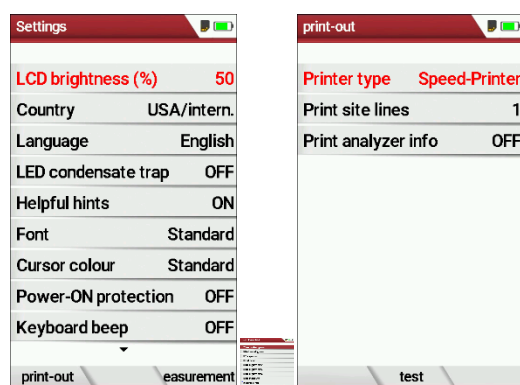 Settings
LCD brightness (%) 50
Country USA/intern.
Language English
LED condensate trap OFF
Helpful hints ON
Font Standard
Cursor colour Standard
Power-ON protection OFF
Keyboard beep OFF
print-out easurement
print-out
Printer type Speed-Printer
Print site lines 1
Print analyzer info OFF
test